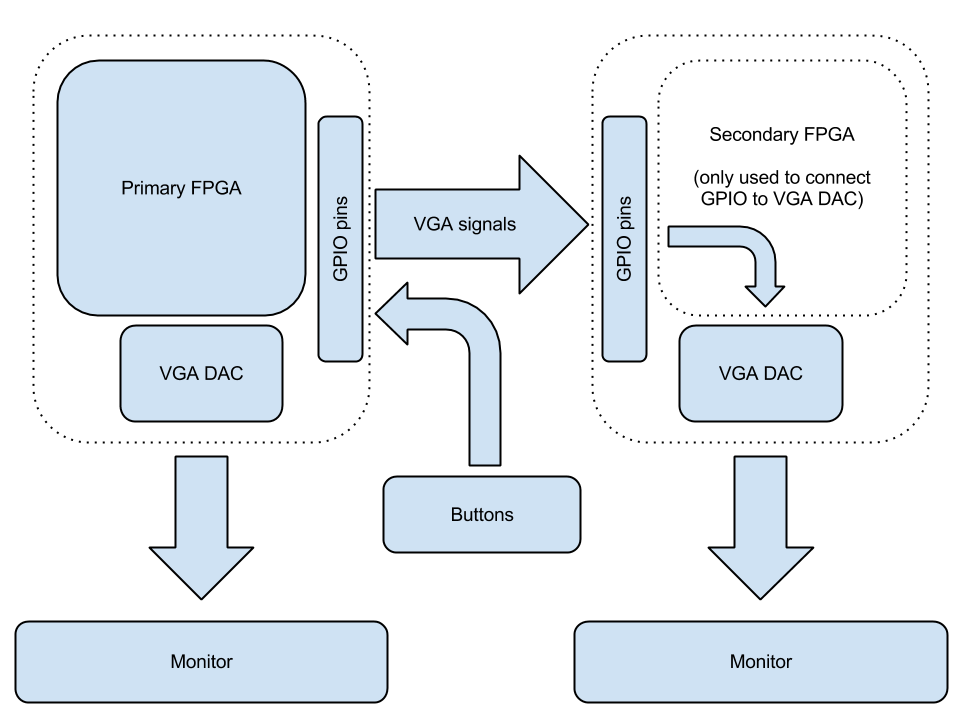 Primary FPGA
GPIO pins
VGA DAC
VGA signals
Buttons
Monitor
GPIO pins
Secondary FPGA
(only used to connect
GPIO to VGA DAC)
VGA DAC
Monitor